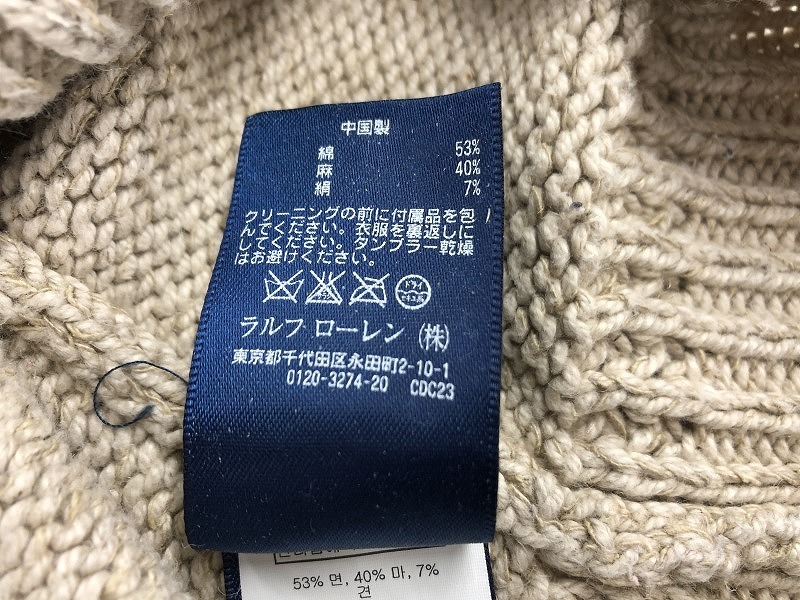 中国製
綿 53%
麻 40%
絹 7%
クリーニングの前に付属品を包
んでください。衣服を裏返しに
してください。タンブラー乾燥
はお避けください。
ドライ
ラルフ ローレン (株)
東京都千代田区永田町2-10-1
0120-3274-20 CDC23
53% 면, 40% 마, 7%
견